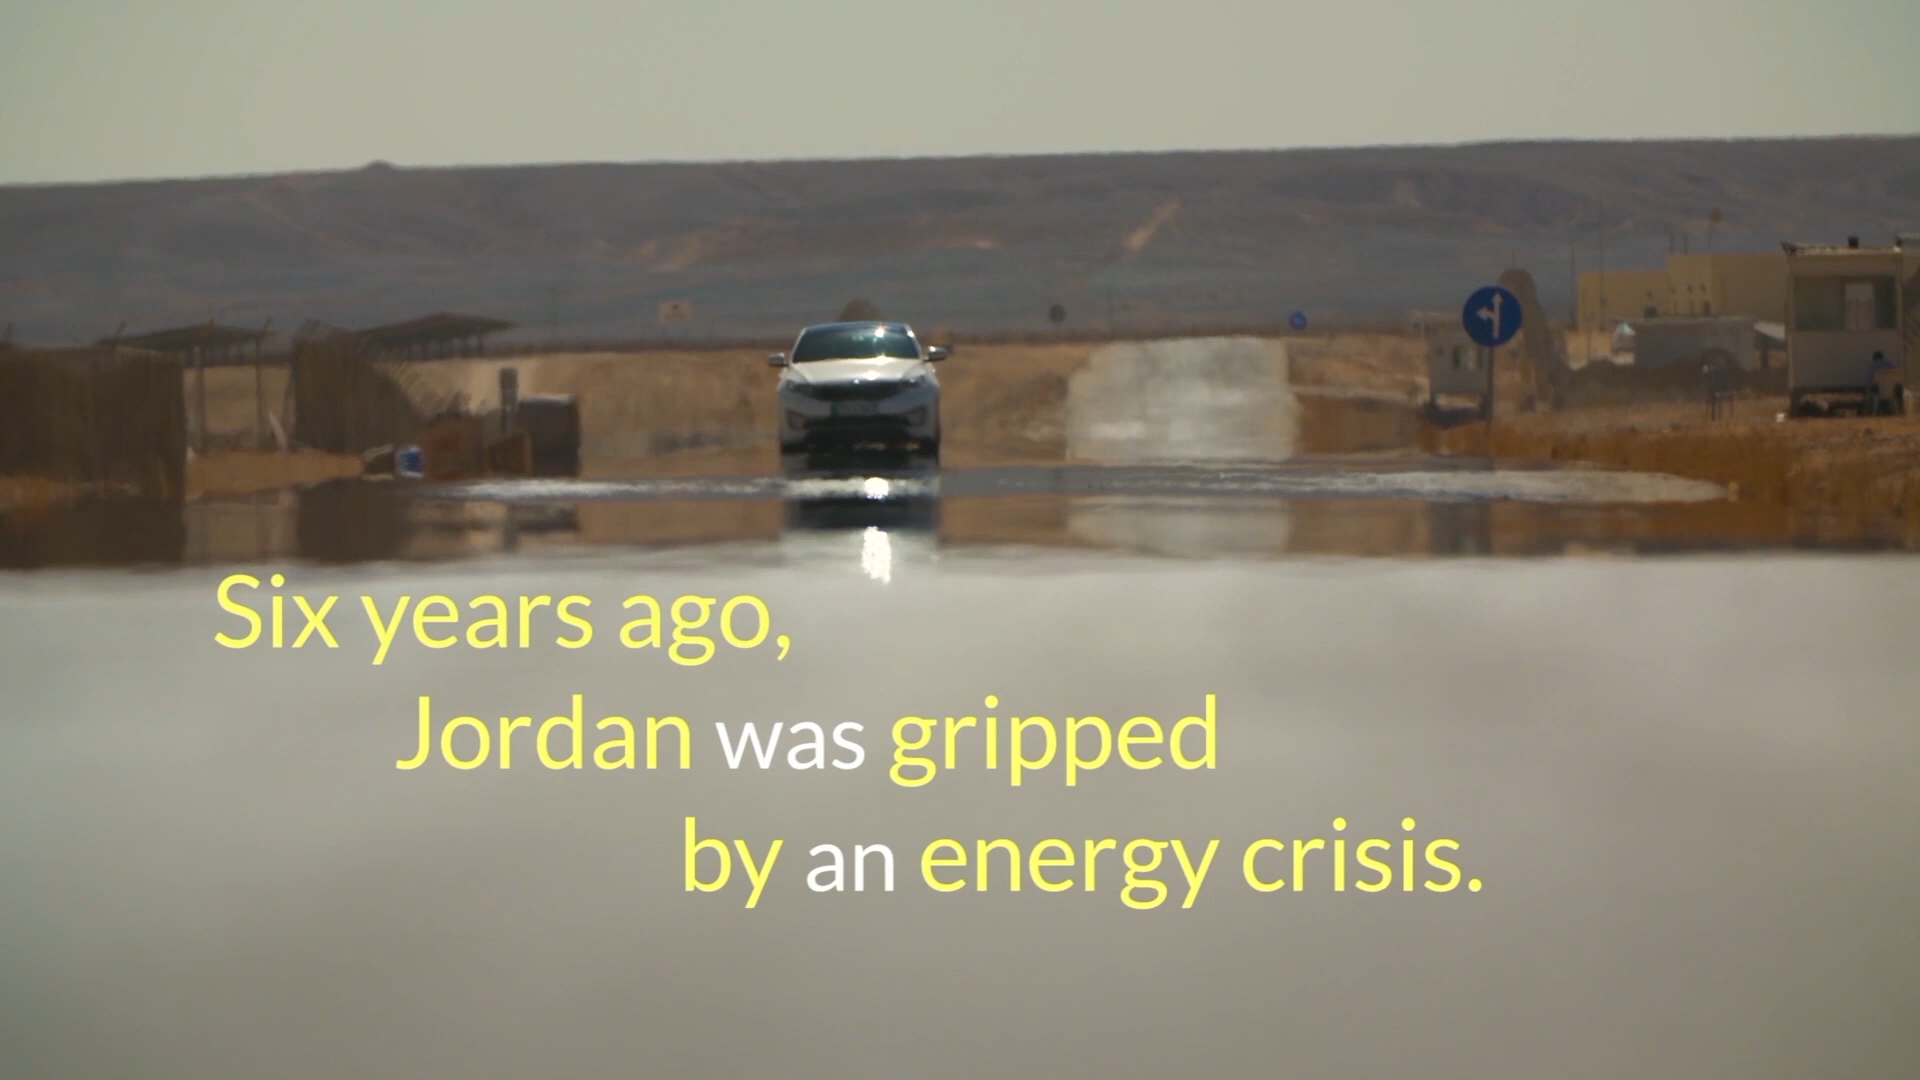 Six years ago,
Jordan was gripped
by an energy crisis.